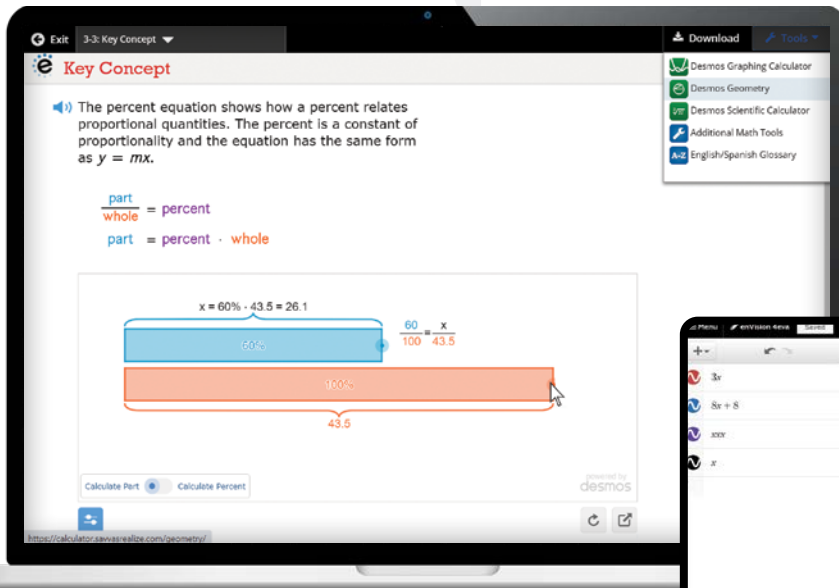 Exit 3-3: Key Concept
Download Tools
e Key Concept
Desmos Graphing Calculator
Desmos Geometry
Desmos Scientific Calculator
Additional Math Tools
A-Z English/Spanish Glossary
The percent equation shows how a percent relates
proportional quantities. The percent is a constant of
proportionality and the equation has the same form
as y = mx.
part
whole = percent
part = percent · whole
x = 60% · 43.5 = 26.1
60 x
100 = 43.5
60%
100%
43.5
Calculate Part Calculate Percent
powered by
desmos
https://calculator.savvasrealize.com/geometry/
Menu enVision 4eva Saved
3x
8x + 8
xxx
x